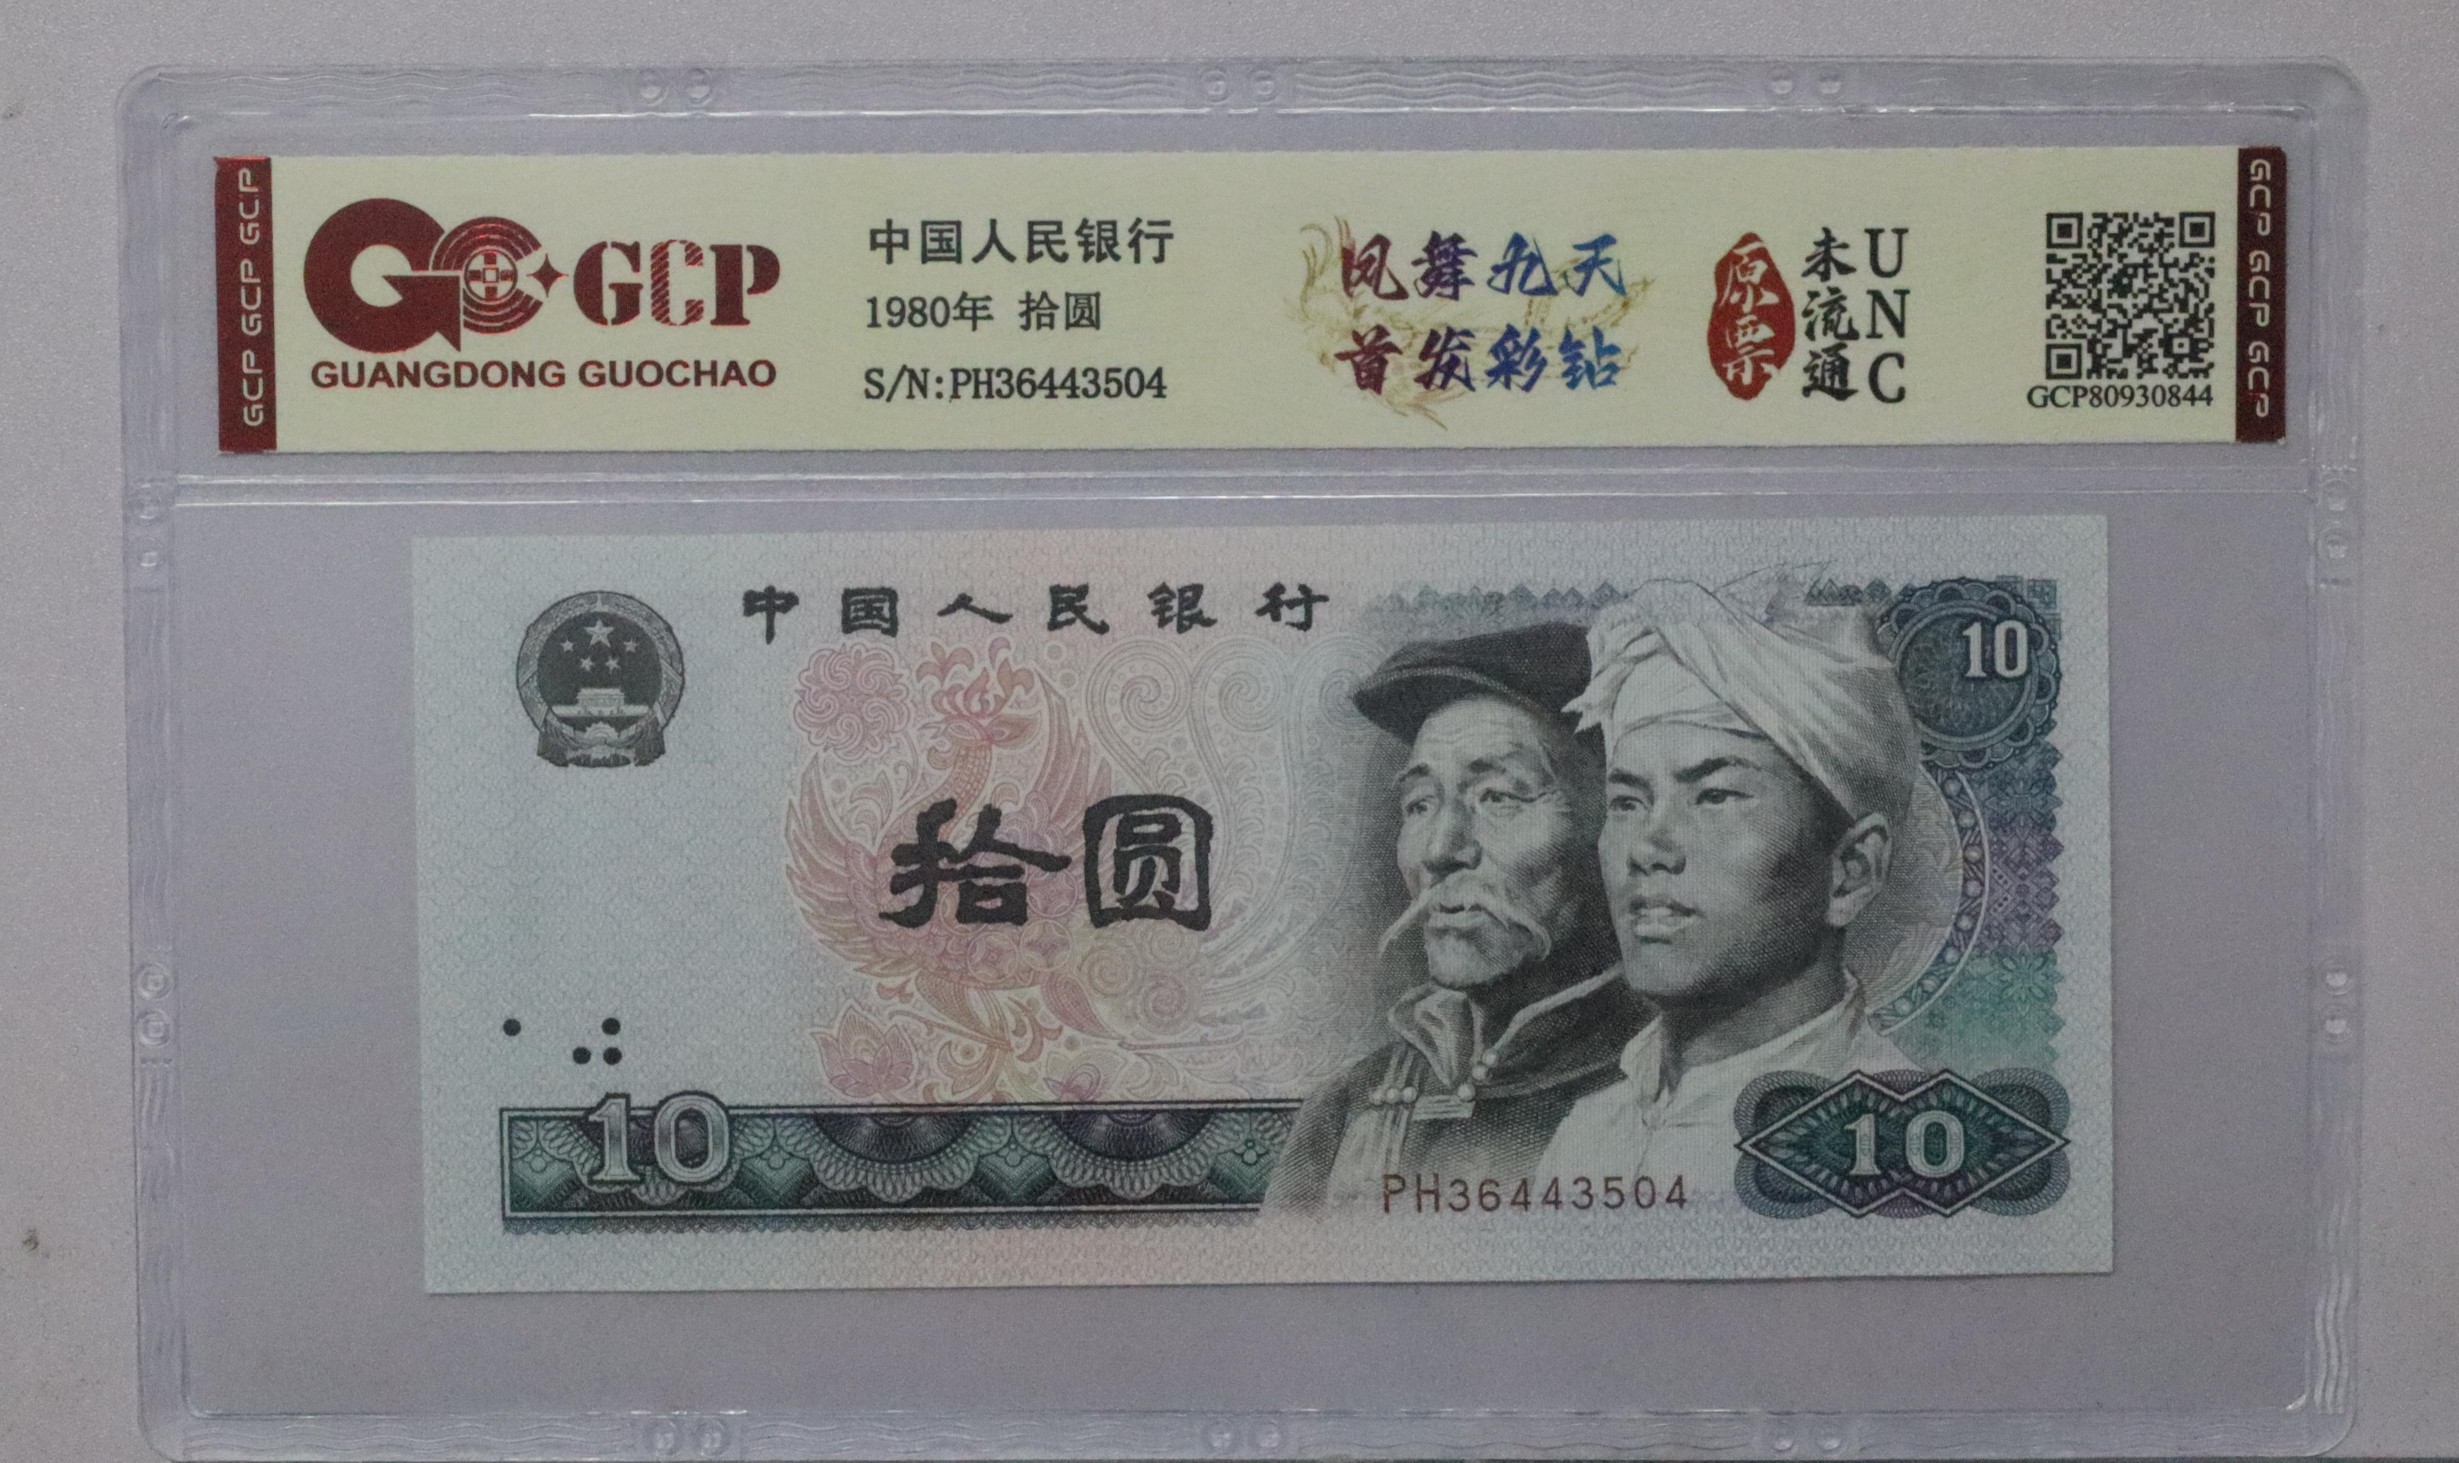 GCP GCP GCP
GCP
GUANGDONG GUOCHAO
中国人民银行
1980年 拾圆
S/N:PH36443504
凤舞九天
首发彩钻
原票
未流通
UNC
GCP80930844
GCP GCP GCP
中国人民银行
10
拾圆
10
PH36443504
10